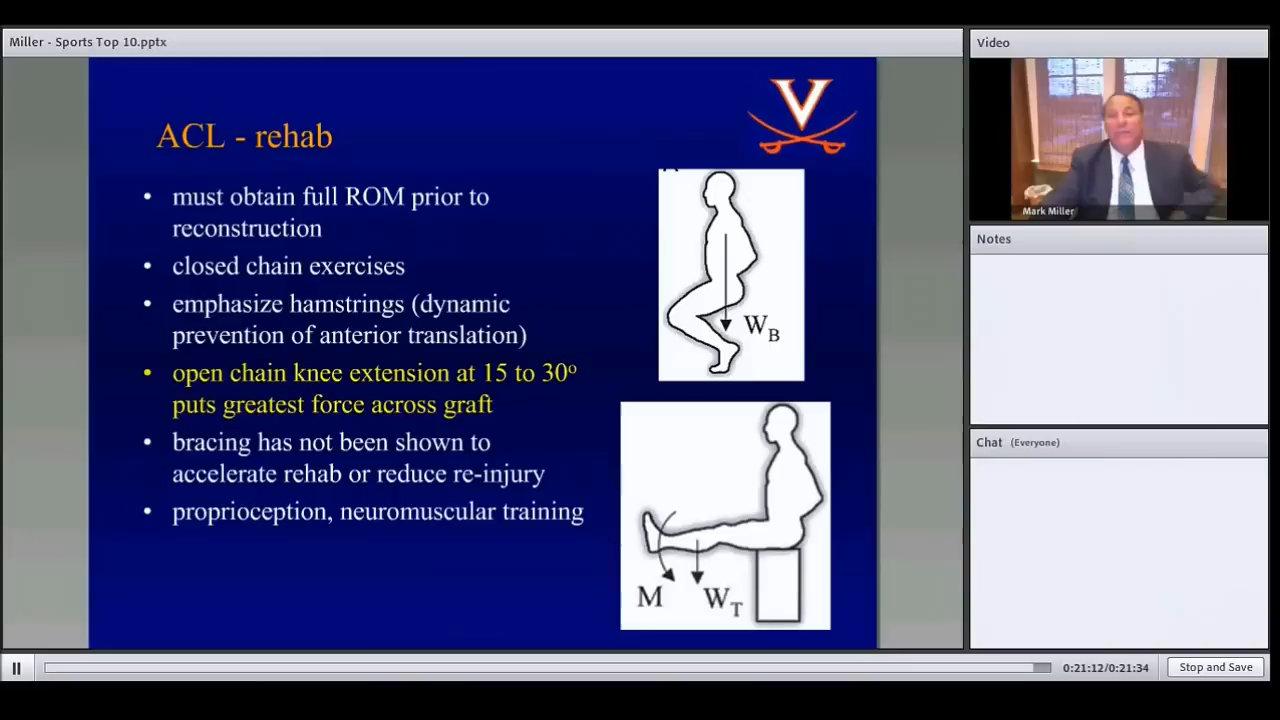 Miller - Sports Top 10.pptx
ACL - rehab
• must obtain full ROM prior to
reconstruction
• closed chain exercises
• emphasize hamstrings (dynamic
prevention of anterior translation)
• open chain knee extension at 15 to 30º
puts greatest force across graft
• bracing has not been shown to
accelerate rehab or reduce re-injury
• proprioception, neuromuscular training
V
W_B
M
W_T
Video
Mark Miller
Notes
Chat (Everyone)
0:21:12/0:21:34
Stop and Save